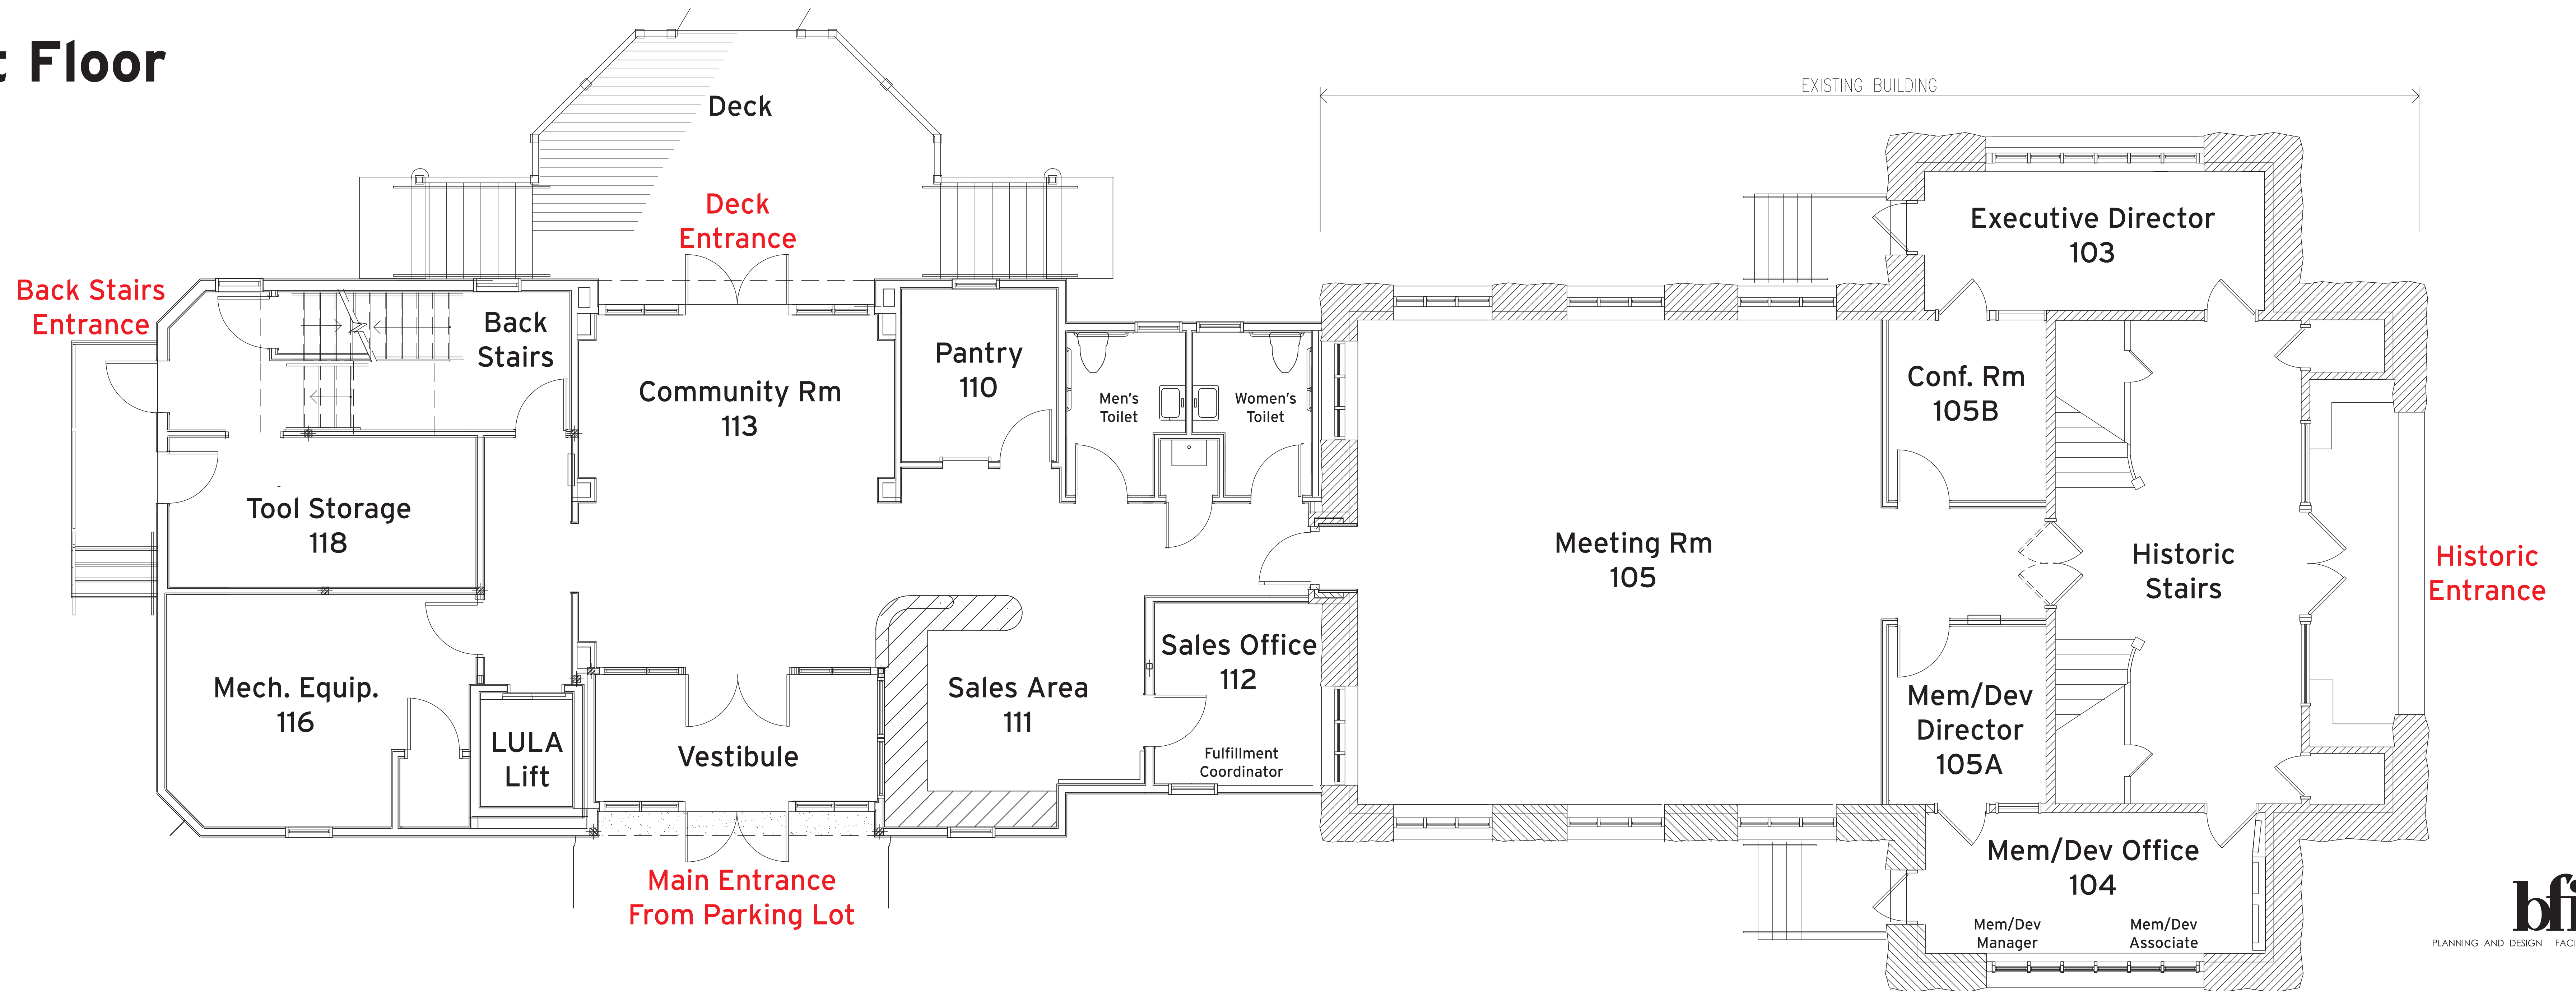 t Floor
EXISTING BUILDING
Deck
Deck
Entrance
Executive Director
103
Back Stairs
Entrance
Back
Stairs
Community Rm
113
Pantry
110
Men's
Toilet
Women's
Toilet
Conf. Rm
105B
Tool Storage
118
Meeting Rm
105
Historic
Stairs
Historic
Entrance
Mech. Equip.
116
LULA
Lift
Vestibule
Sales Area
111
Sales Office
112
Fulfillment
Coordinator
Mem/Dev
Director
105A
Main Entrance
From Parking Lot
Mem/Dev Office
104
Mem/Dev
Manager
Mem/Dev
Associate
bfi
PLANNING AND DESIGN FACI